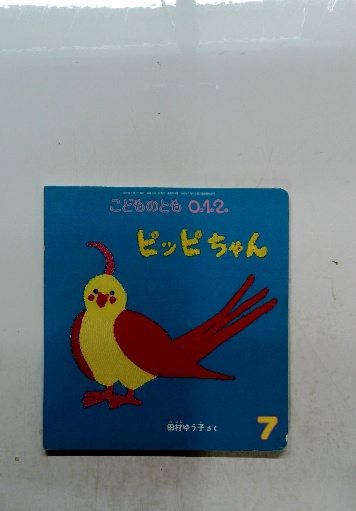 こどものとも 0.1.2.
ピッピちゃん
田村ゆう子 さく
7